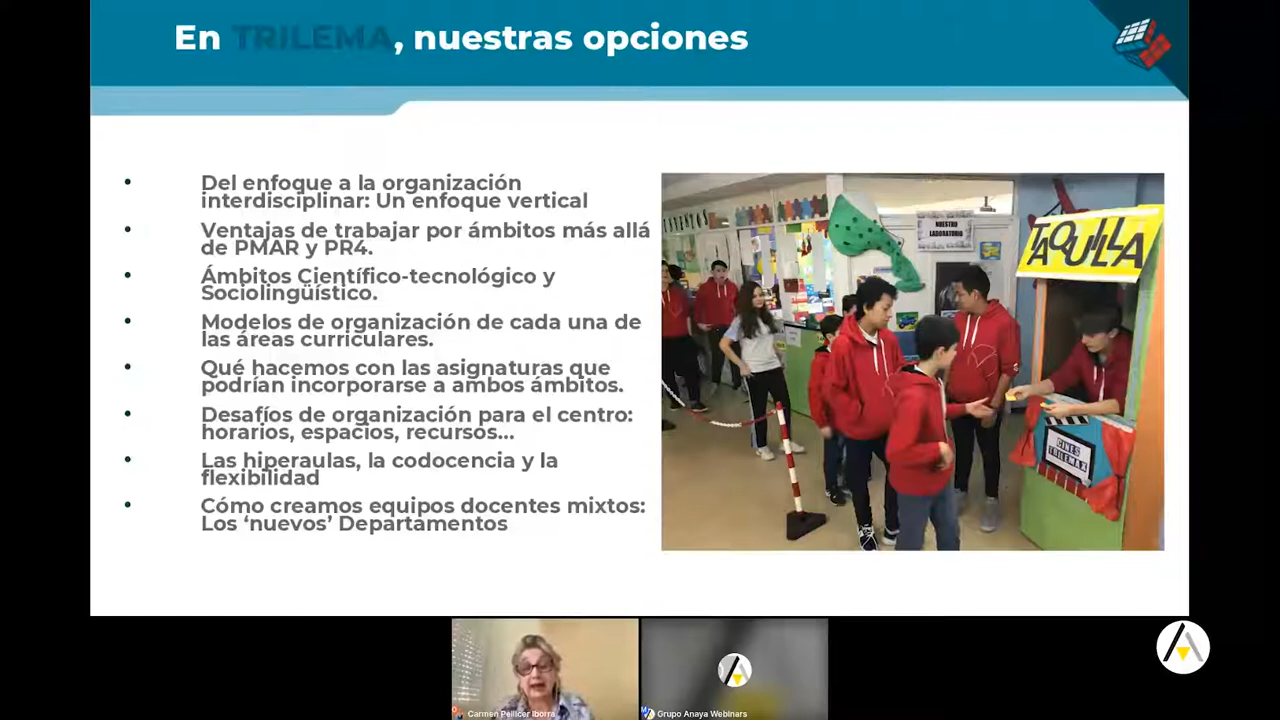 En TRILEMA, nuestras opciones
• Del enfoque a la organización
interdisciplinar: Un enfoque vertical
• Ventajas de trabajar por ámbitos más allá
de PMAR y PR4.
• Ámbitos Científico-tecnológico y
Sociolingüístico.
• Modelos de organización de cada una de
las áreas curriculares.
• Qué hacemos con las asignaturas que
podrían incorporarse a ambos ámbitos.
• Desafíos de organización para el centro:
horarios, espacios, recursos...
• Las hiperaulas, la codocencia y la
flexibilidad
• Cómo creamos equipos docentes mixtos:
Los ‘nuevos’ Departamentos
NUESTRO
LABORATORIO
TAQUILLA
CINES
TRILEMAX
Carmen Pellicer Iborra
Grupo Anaya Webinars